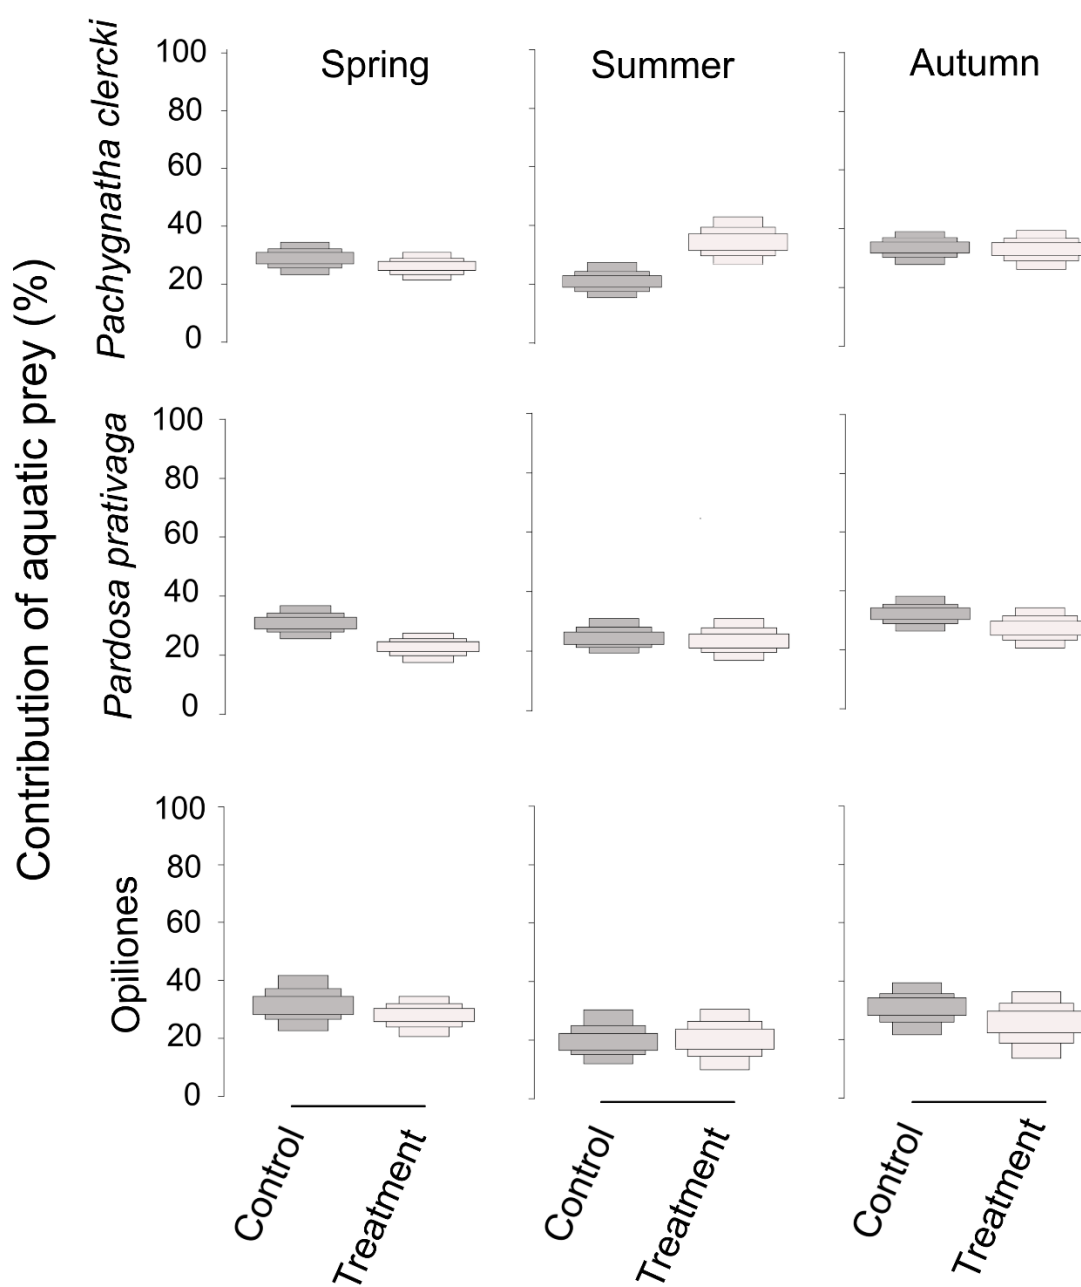 Contribution of aquatic prey (%)
Spring
Summer
Autumn
Pachygnatha clercki
100
80
60
40
20
0
Pardosa prativaga
100
80
60
40
20
0
Opiliones
100
80
60
40
20
0
Control
Treatment
Control
Treatment
Control
Treatment